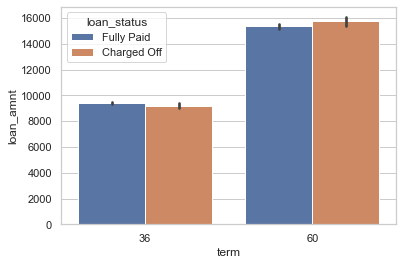 loan_status
Fully Paid
Charged Off
16000
14000
12000
10000
8000
6000
4000
2000
0
loan_amnt
36
60
term